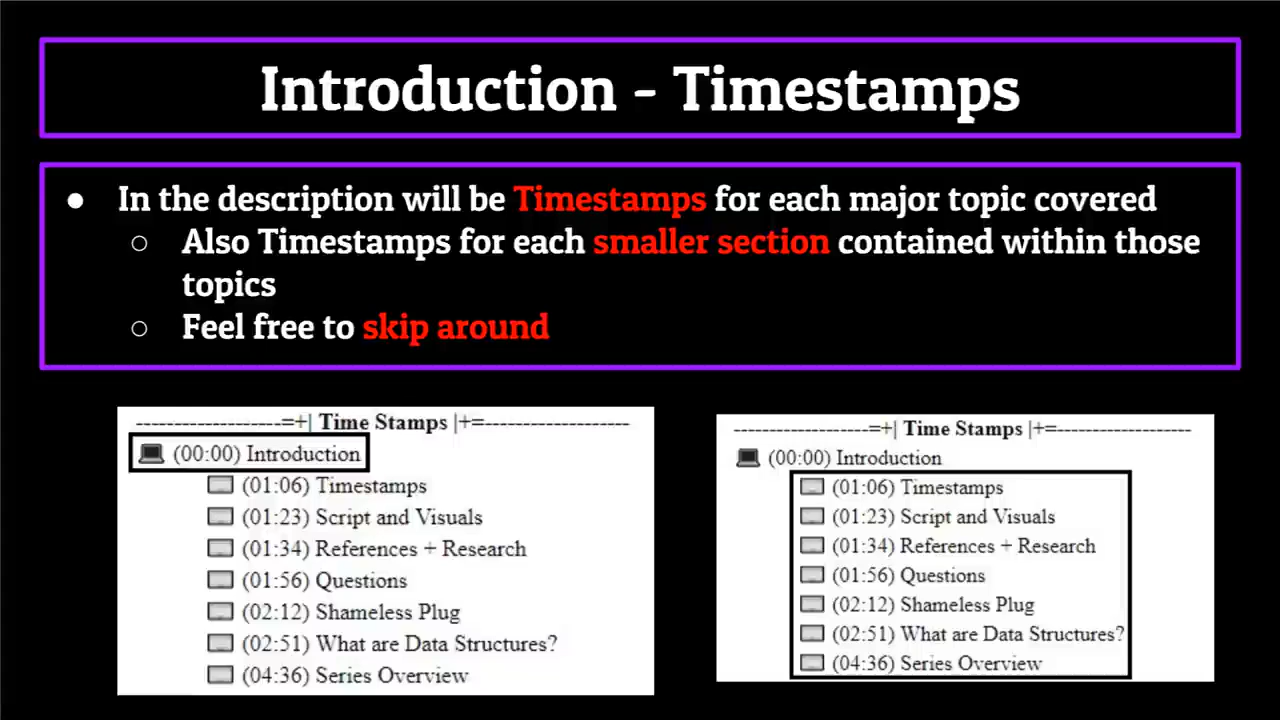 Introduction - Timestamps
● In the description will be Timestamps for each major topic covered
○ Also Timestamps for each smaller section contained within those
topics
○ Feel free to skip around
-------------------=+| Time Stamps |+=-------------------
💻 (00:00) Introduction
(01:06) Timestamps
(01:23) Script and Visuals
(01:34) References + Research
(01:56) Questions
(02:12) Shameless Plug
(02:51) What are Data Structures?
(04:36) Series Overview
-------------------=+| Time Stamps |+=-------------------
💻 (00:00) Introduction
(01:06) Timestamps
(01:23) Script and Visuals
(01:34) References + Research
(01:56) Questions
(02:12) Shameless Plug
(02:51) What are Data Structures?
(04:36) Series Overview